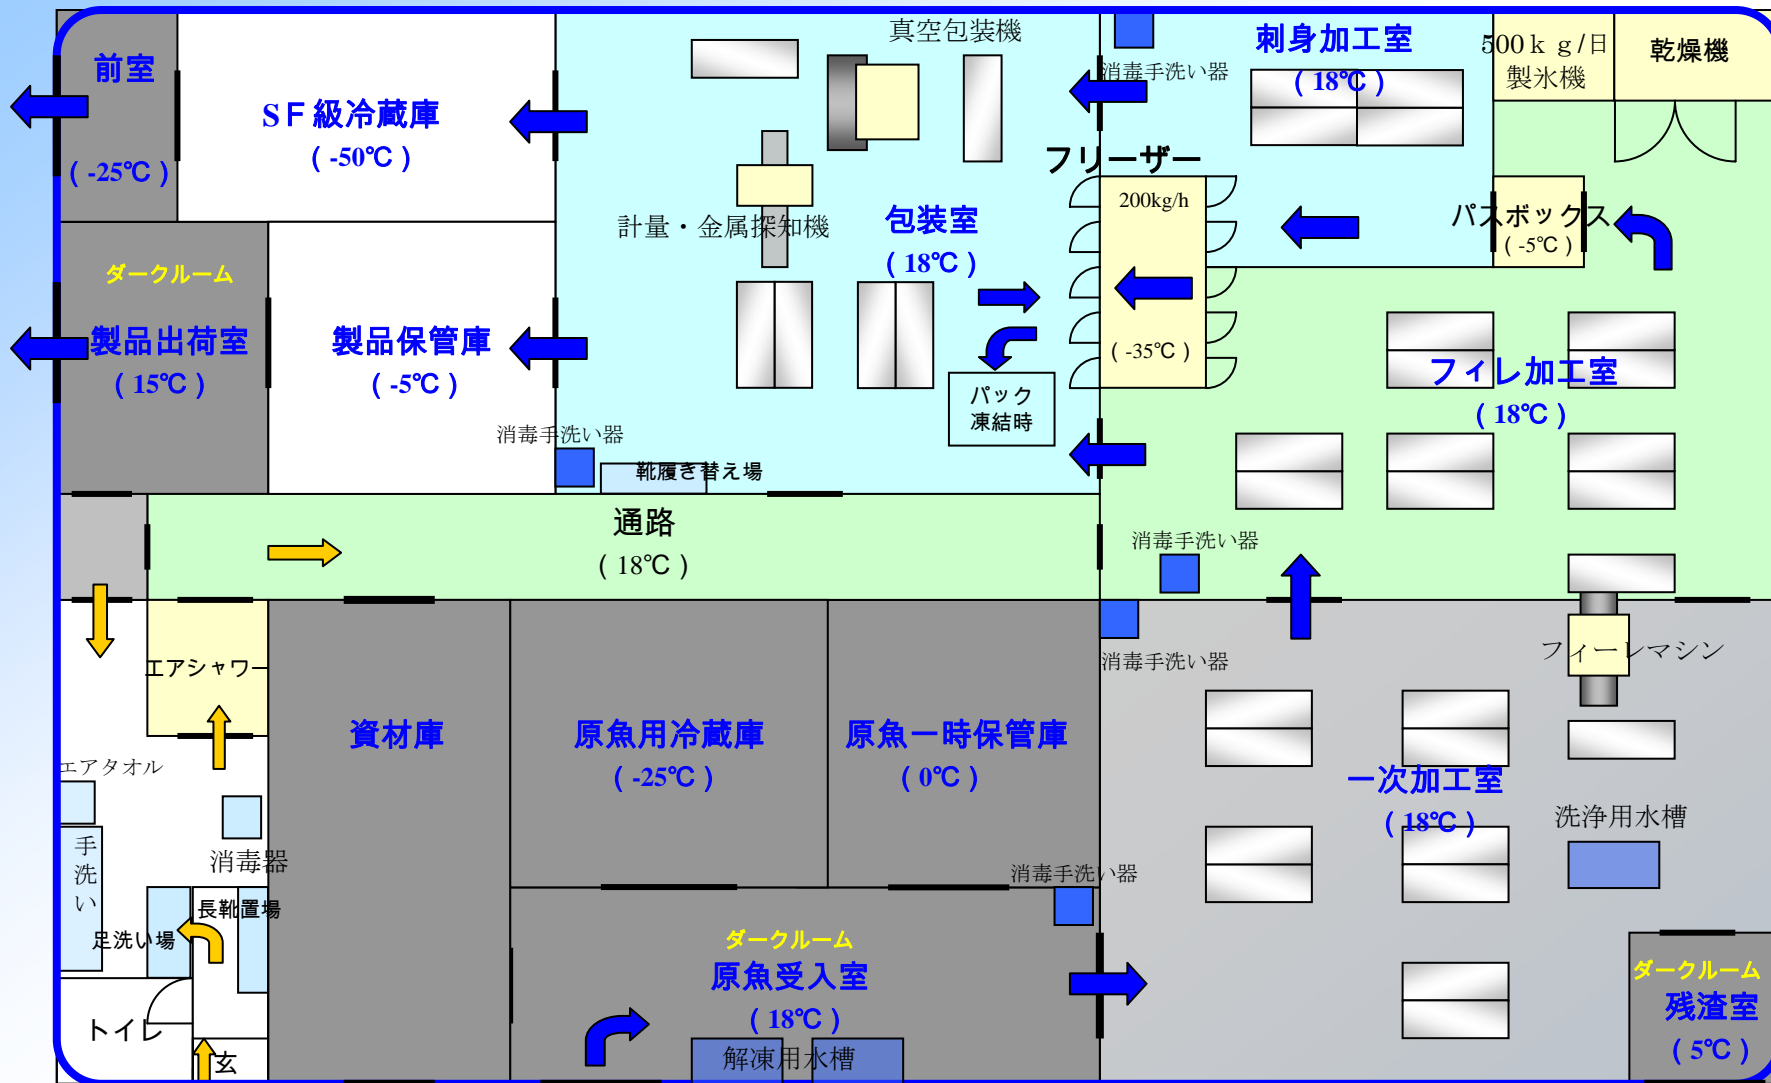 前室
(-25℃)
SF級冷蔵庫
(-50℃)
真空包装機
消毒手洗い器
刺身加工室
(18℃)
500kg/日
製氷機
乾燥機
フリーザー
200kg/h
(-35℃)
計量・金属探知機
包装室
(18℃)
パスボックス
(-5℃)
ダークルーム
製品出荷室
(15℃)
製品保管庫
(-5℃)
パック
凍結時
フィレ加工室
(18℃)
消毒手洗い器
靴履き替え場
通路
(18℃)
消毒手洗い器
エアシャワー
消毒手洗い器
フィーレマシン
資材庫
原魚用冷蔵庫
(-25℃)
原魚一時保管庫
(0℃)
一次加工室
(18℃)
洗浄用水槽
エアタオル
手洗い
消毒器
長靴置場
足洗い場
消毒手洗い器
ダークルーム
原魚受入室
(18℃)
解凍用水槽
ダークルーム
残渣室
(5℃)
トイレ
玄